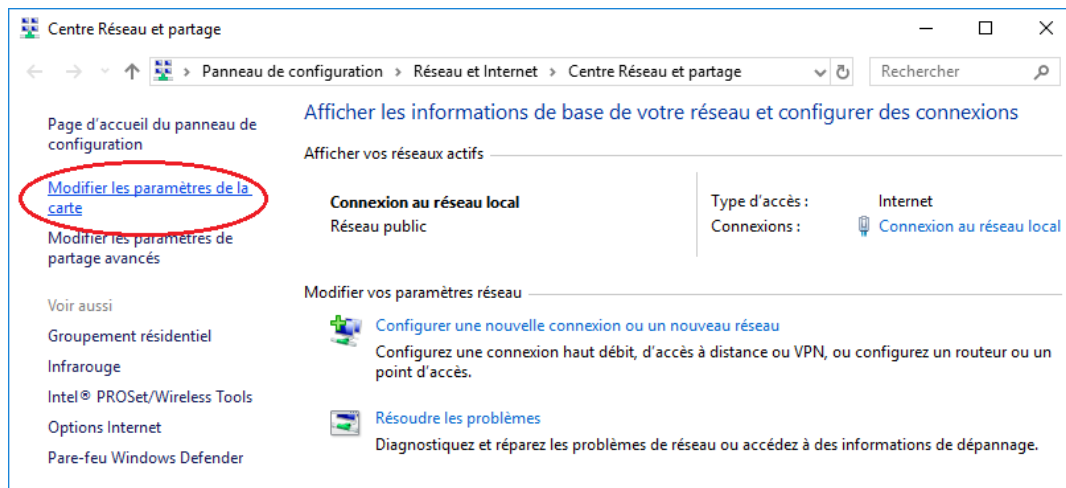 Centre Réseau et partage
Panneau de configuration > Réseau et Internet > Centre Réseau et partage
Rechercher
Page d'accueil du panneau de
configuration
Modifier les paramètres de la
carte
Modifier les paramètres de
partage avancés
Voir aussi
Groupement résidentiel
Infrarouge
Intel® PROSet/Wireless Tools
Options Internet
Pare-feu Windows Defender
Afficher les informations de base de votre réseau et configurer des connexions
Afficher vos réseaux actifs
Connexion au réseau local
Réseau public
Type d'accès : Internet
Connexions : Connexion au réseau local
Modifier vos paramètres réseau
Configurer une nouvelle connexion ou un nouveau réseau
Configurez une connexion haut débit, d'accès à distance ou VPN, ou configurez un routeur ou un
point d'accès.
Résoudre les problèmes
Diagnostiquez et réparez les problèmes de réseau ou accédez à des informations de dépannage.